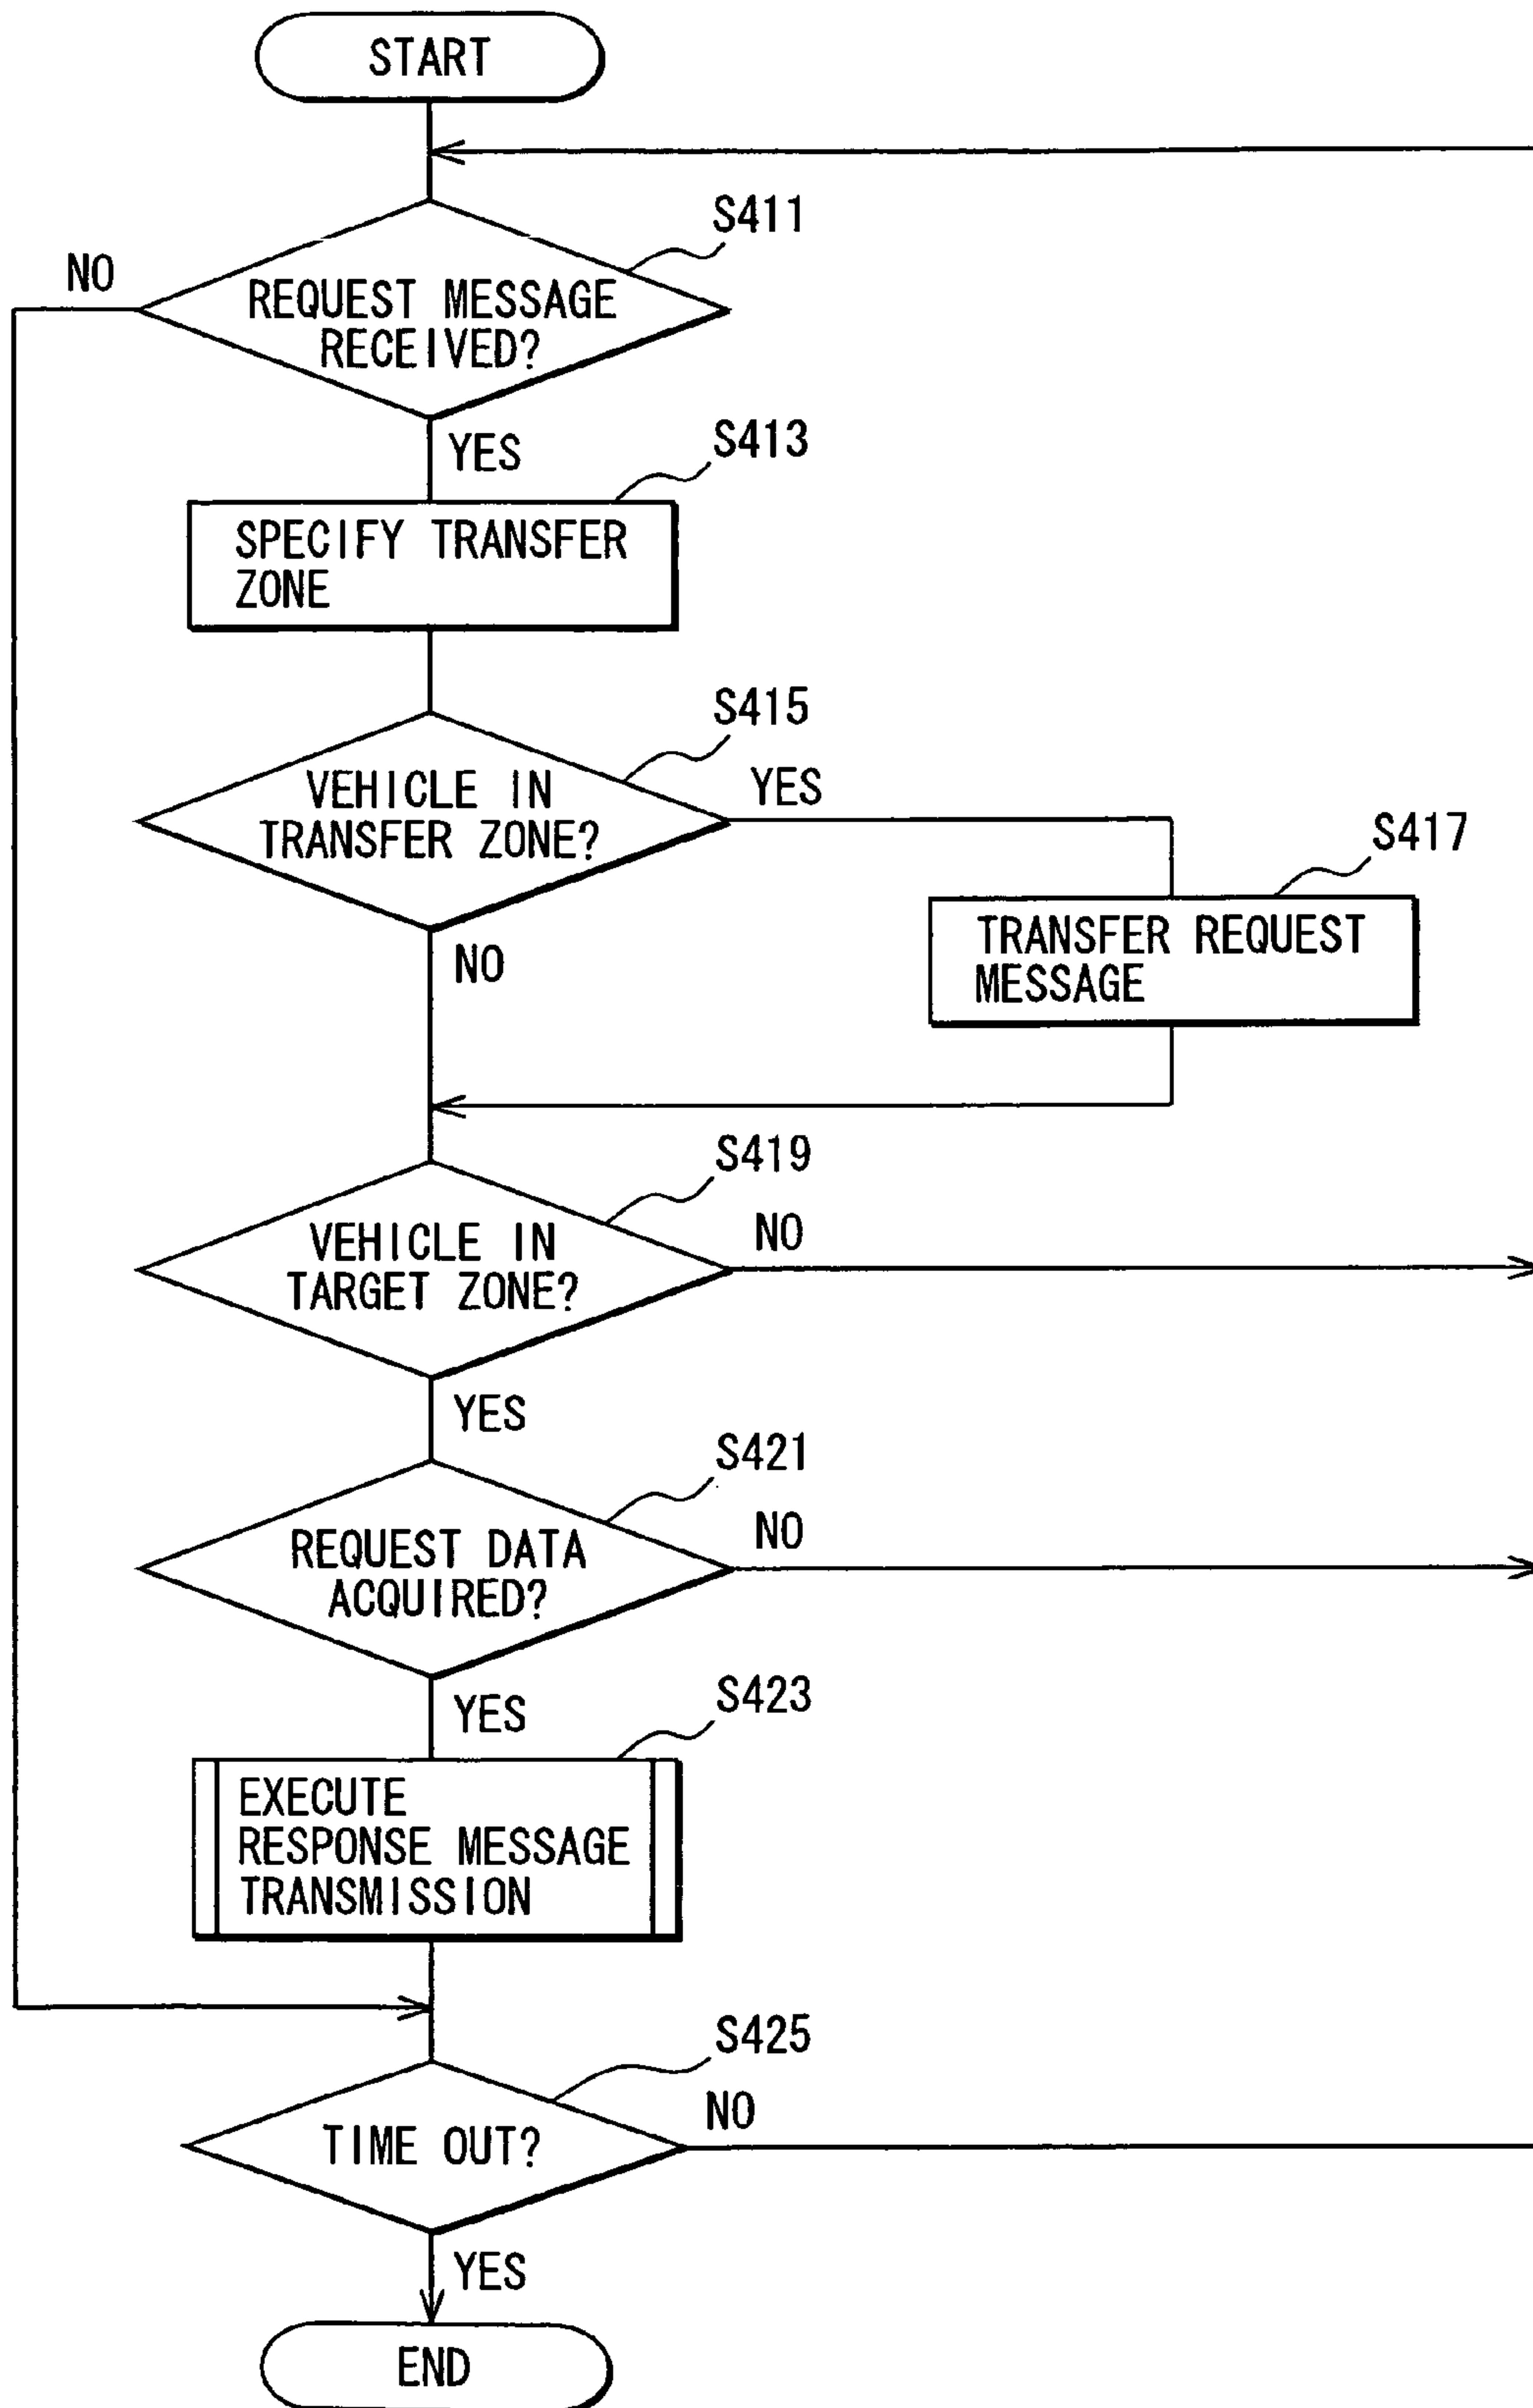 START
S411
NO
REQUEST MESSAGE
RECEIVED?
YES
S413
SPECIFY TRANSFER
ZONE
S415
VEHICLE IN
TRANSFER ZONE?
YES
S417
TRANSFER REQUEST
MESSAGE
NO
S419
VEHICLE IN
TARGET ZONE?
NO
YES
S421
REQUEST DATA
ACQUIRED?
NO
YES
S423
EXECUTE
RESPONSE MESSAGE
TRANSMISSION
S425
TIME OUT?
NO
YES
END